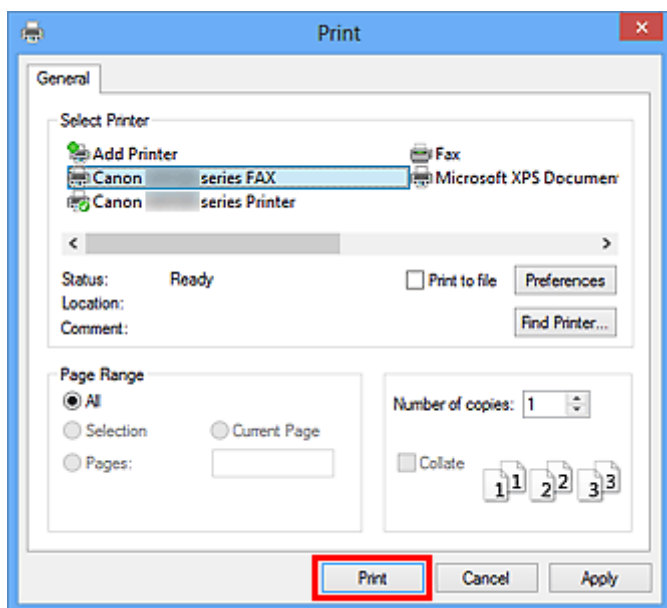 Print
General
Select Printer
Add Printer
Fax
Canon series FAX
Microsoft XPS Documen
Canon series Printer
Status: Ready
Print to file
Preferences
Location:
Comment:
Find Printer...
Page Range
All
Selection
Current Page
Pages:
Number of copies: 1
Collate
1 1 2 2 3 3
Print
Cancel
Apply